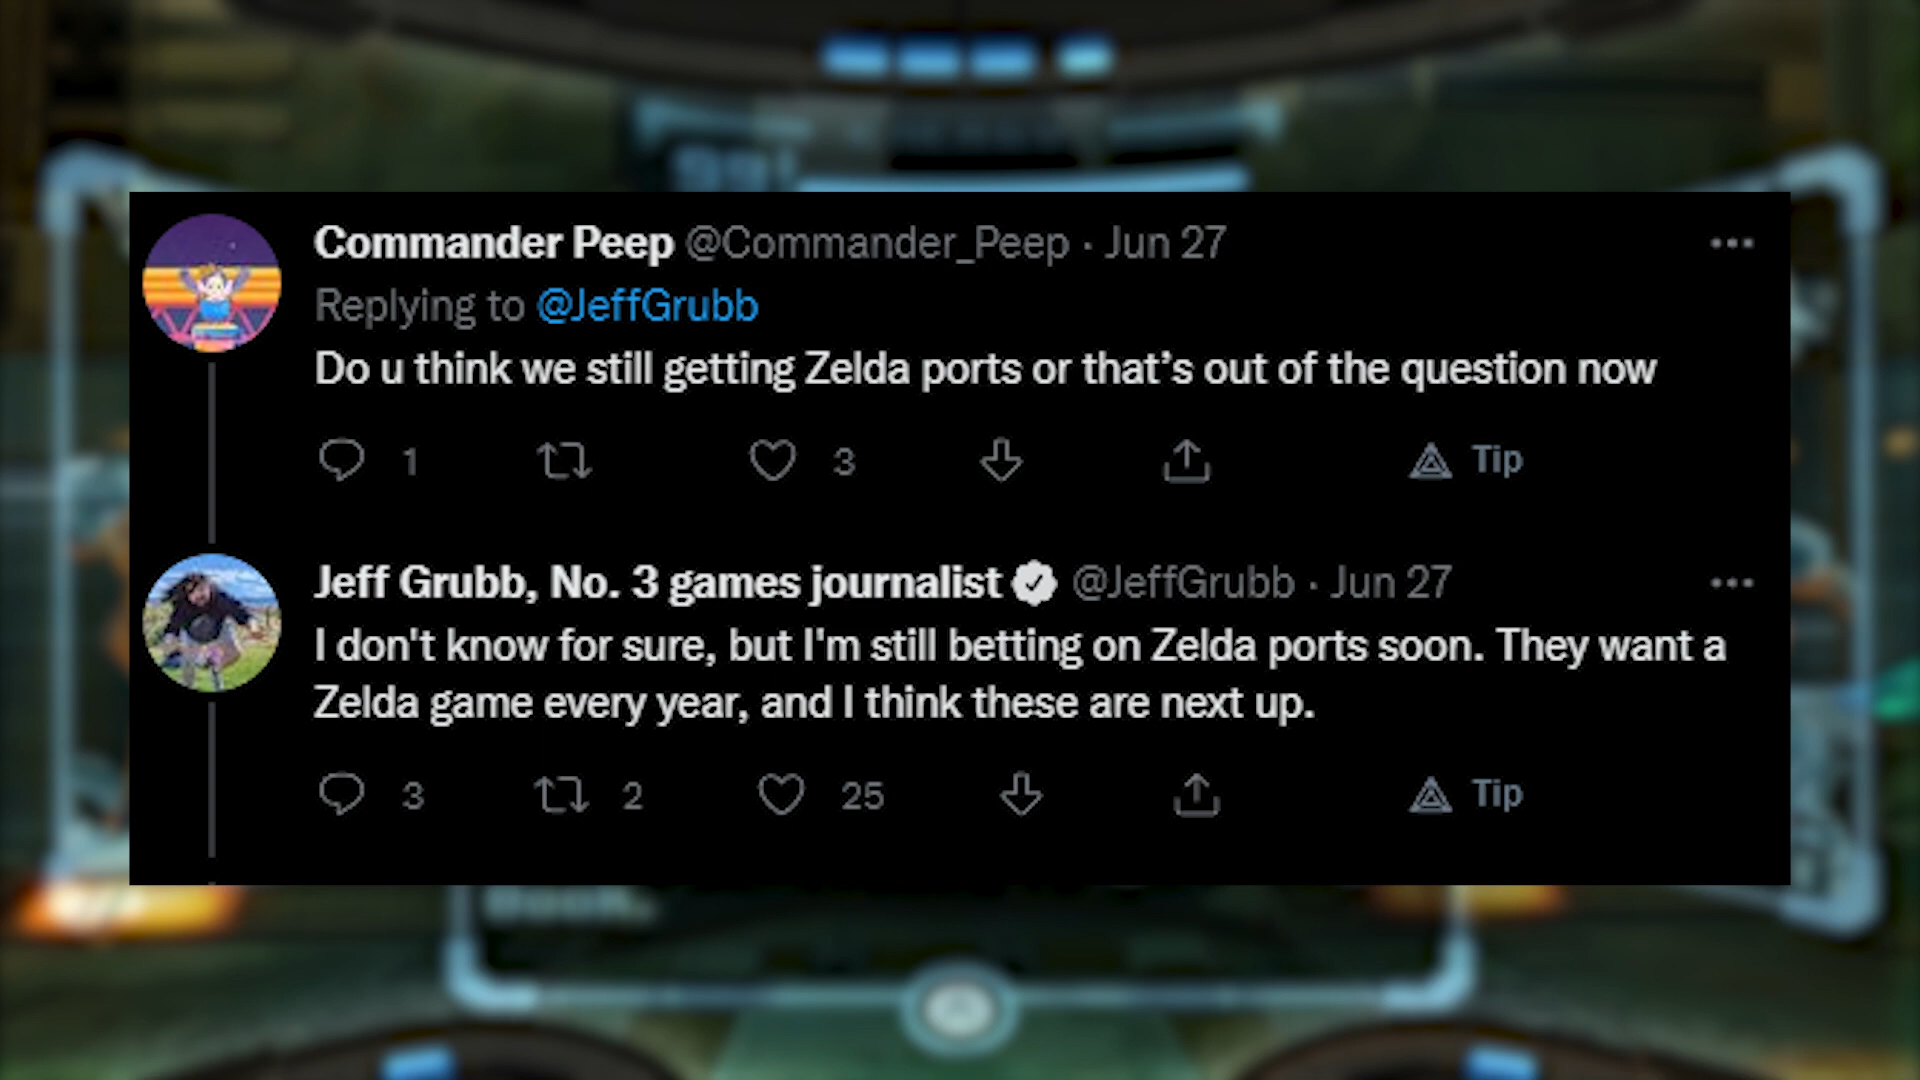 Commander Peep @Commander_Peep · Jun 27
Replying to @JeffGrubb
Do u think we still getting Zelda ports or that’s out of the question now
1 3 Tip
Jeff Grubb, No. 3 games journalist @JeffGrubb · Jun 27
I don't know for sure, but I'm still betting on Zelda ports soon. They want a
Zelda game every year, and I think these are next up.
3 2 25 Tip